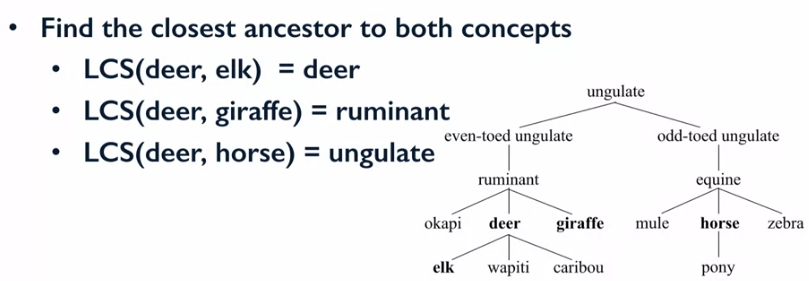 • Find the closest ancestor to both concepts
• LCS(deer, elk) = deer
• LCS(deer, giraffe) = ruminant
• LCS(deer, horse) = ungulate
ungulate
even-toed ungulate odd-toed ungulate
ruminant equine
okapi deer giraffe mule horse zebra
elk wapiti caribou pony